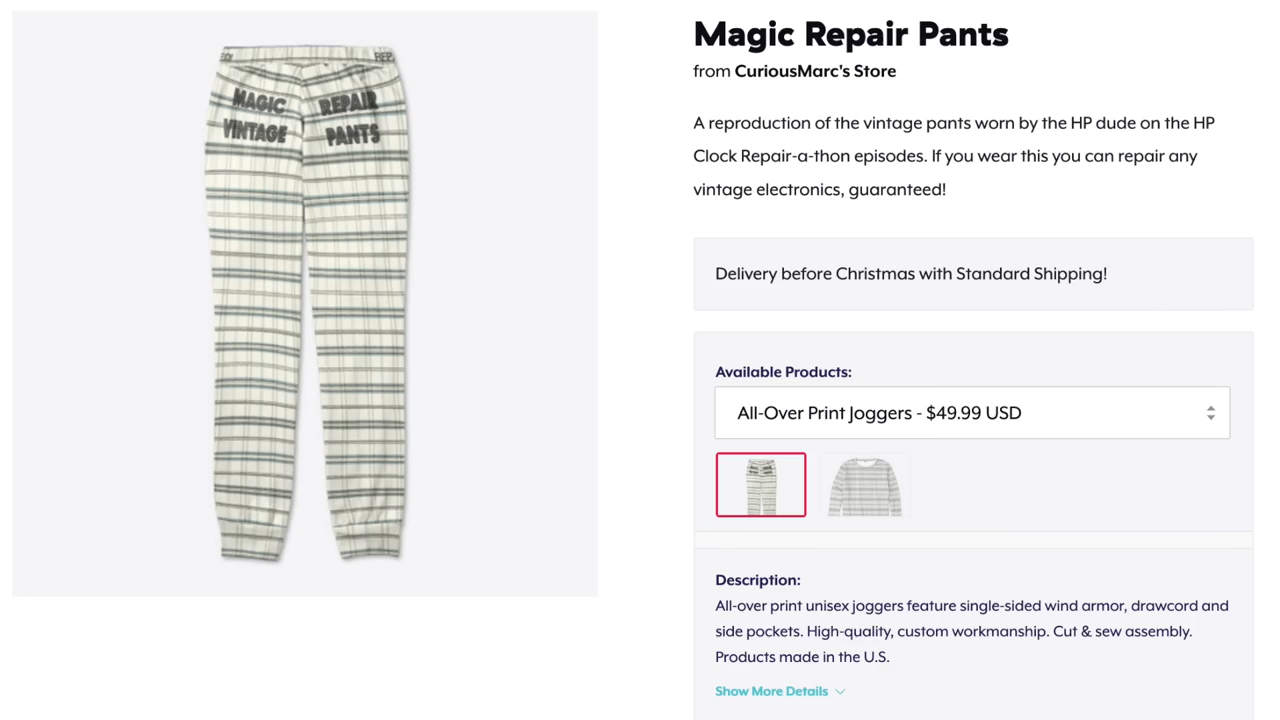 Magic Repair Pants
from CuriousMarc's Store
A reproduction of the vintage pants worn by the HP dude on the HP
Clock Repair-a-thon episodes. If you wear this you can repair any
vintage electronics, guaranteed!
Delivery before Christmas with Standard Shipping!
Available Products:
All-Over Print Joggers - $49.99 USD
Description:
All-over print unisex joggers feature single-sided wind armor, drawcord and
side pockets. High-quality, custom workmanship. Cut & sew assembly.
Products made in the U.S.
Show More Details
MAGIC REPAIR
VINTAGE PANTS